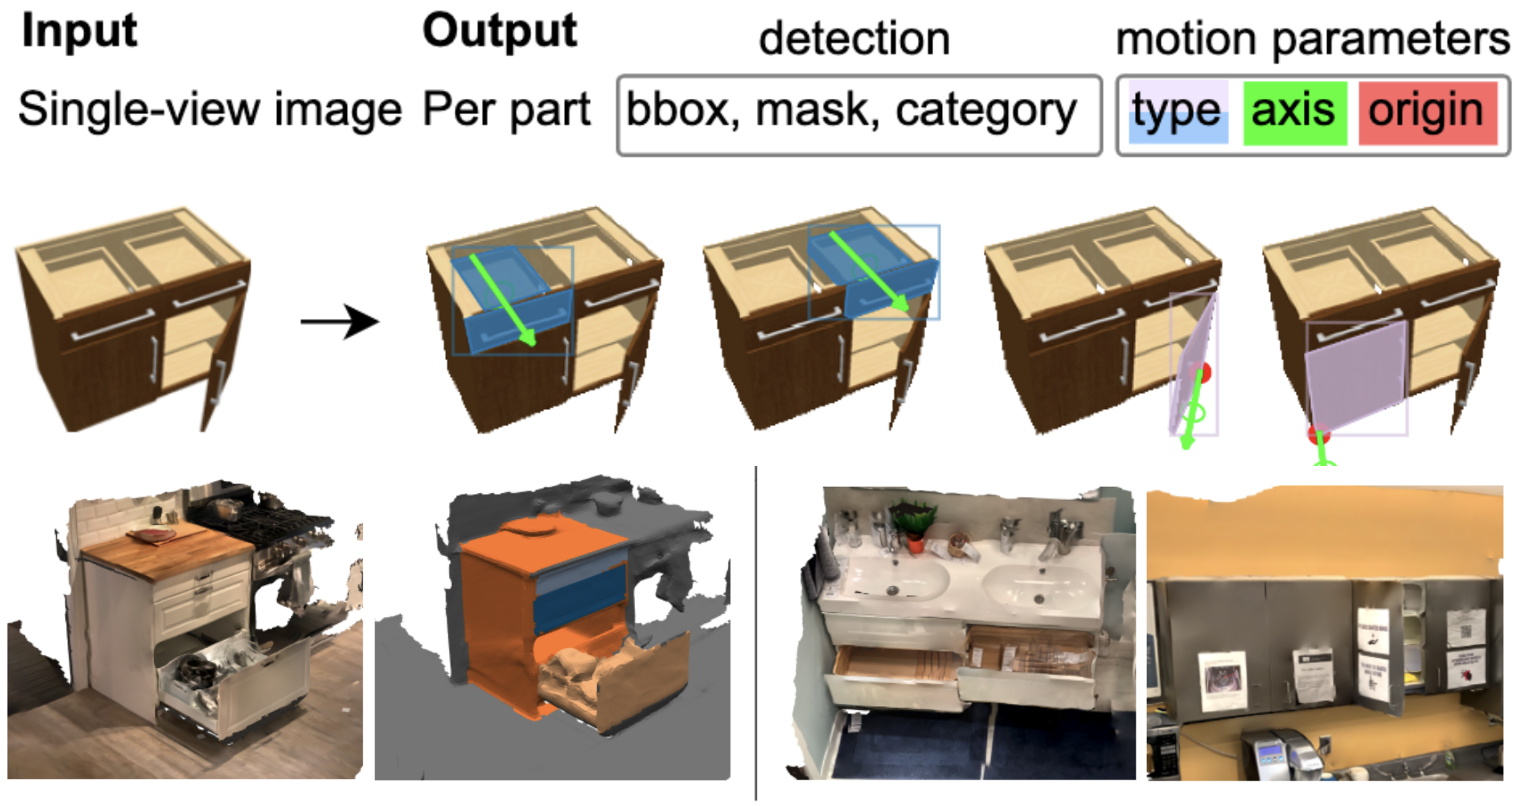 Input Output detection motion parameters
Single-view image Per part bbox, mask, category type axis origin